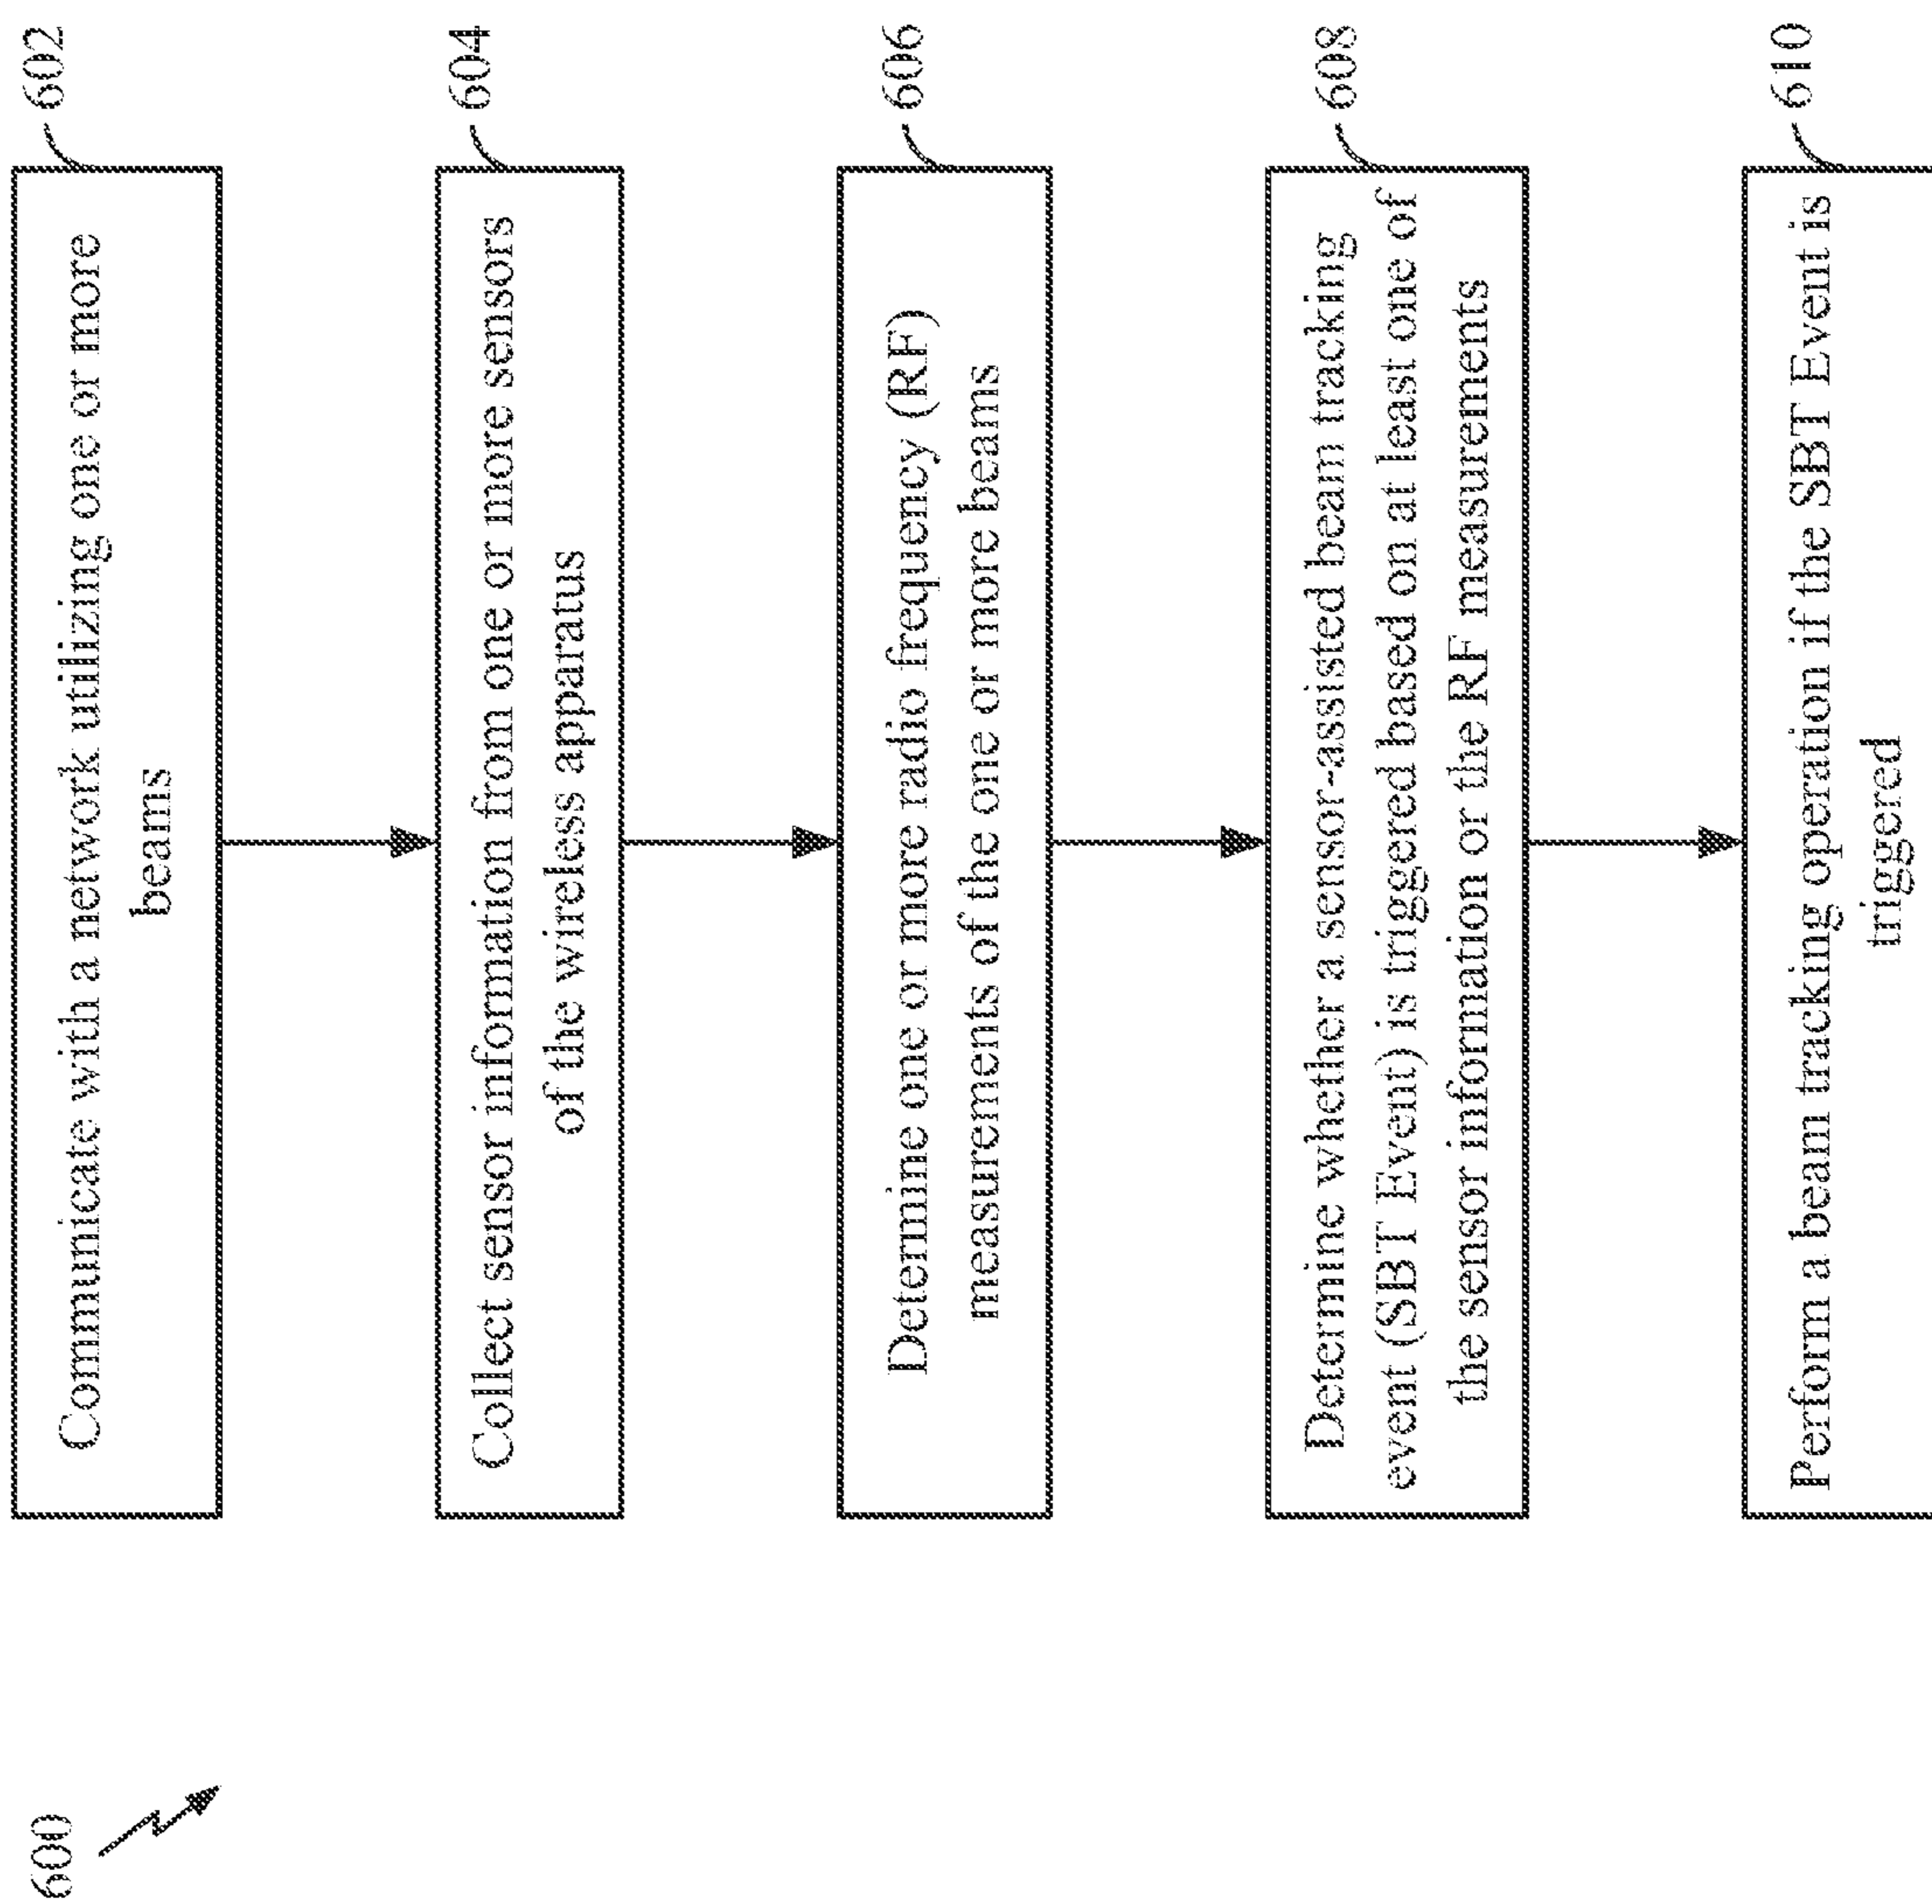 600
602
Communicate with a network utilizing one or more
beams
604
Collect sensor information from one or more sensors
of the wireless apparatus
606
Determine one or more radio frequency (RF)
measurements of the one or more beams
608
Determine whether a sensor-assisted beam tracking
event (SBT Event) is triggered based on at least one of
the sensor information or the RF measurements
610
Perform a beam tracking operation if the SBT Event is
triggered